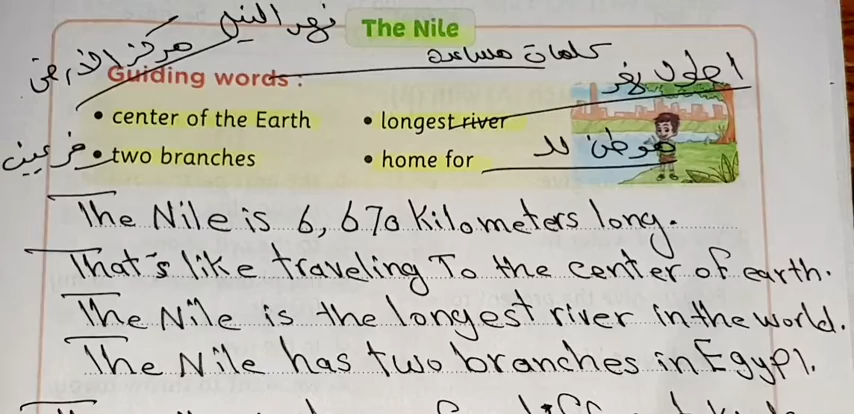 نهر النيل
The Nile
مركز الأرض
كلمات مساعدة
Guiding words:
اطول نهر
• center of the Earth
• longest river
فرعين
• two branches
• home for
موطن لـ
The Nile is 6,670 kilometers long.
That's like traveling To the center of earth.
The Nile is the longest river in the world.
The Nile has two branches in Egypt.